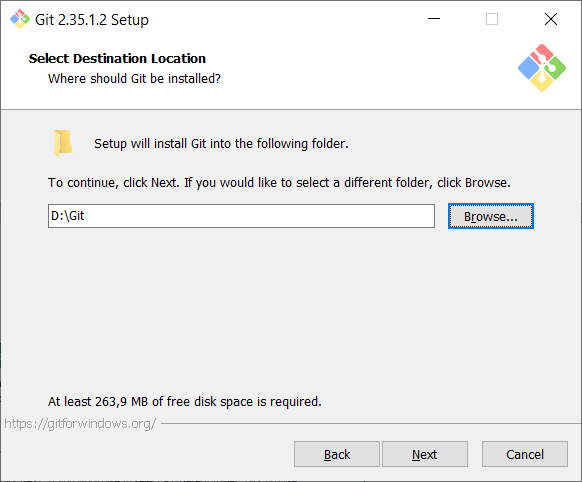 Git 2.35.1.2 Setup
Select Destination Location
Where should Git be installed?
Setup will install Git into the following folder.
To continue, click Next. If you would like to select a different folder, click Browse.
D:\Git
Browse...
At least 263,9 MB of free disk space is required.
https://gitforwindows.org/
Back
Next
Cancel